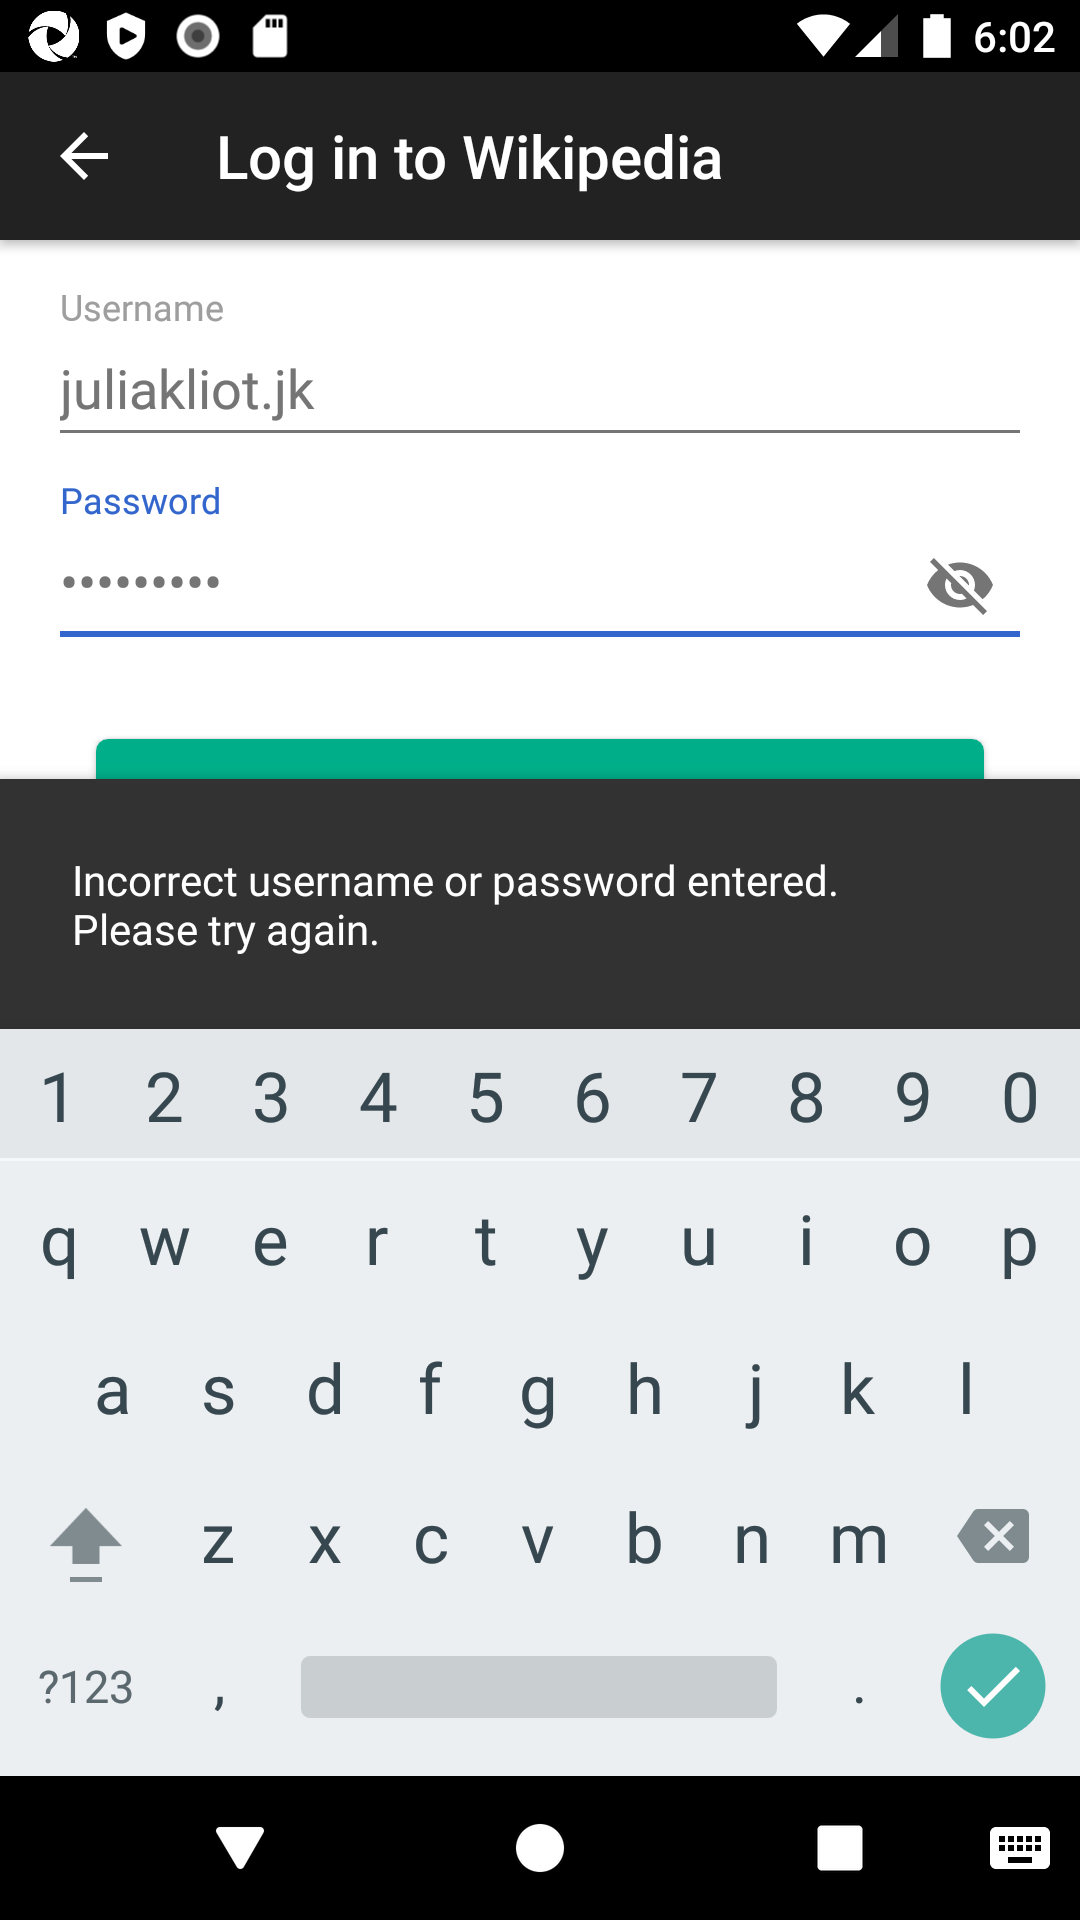 6:02
Log in to Wikipedia
Username
juliakliot.jk
Password
•••••••••
Incorrect username or password entered.
Please try again.
1 2 3 4 5 6 7 8 9 0
q w e r t y u i o p
a s d f g h j k l
z x c v b n m
?123 , .